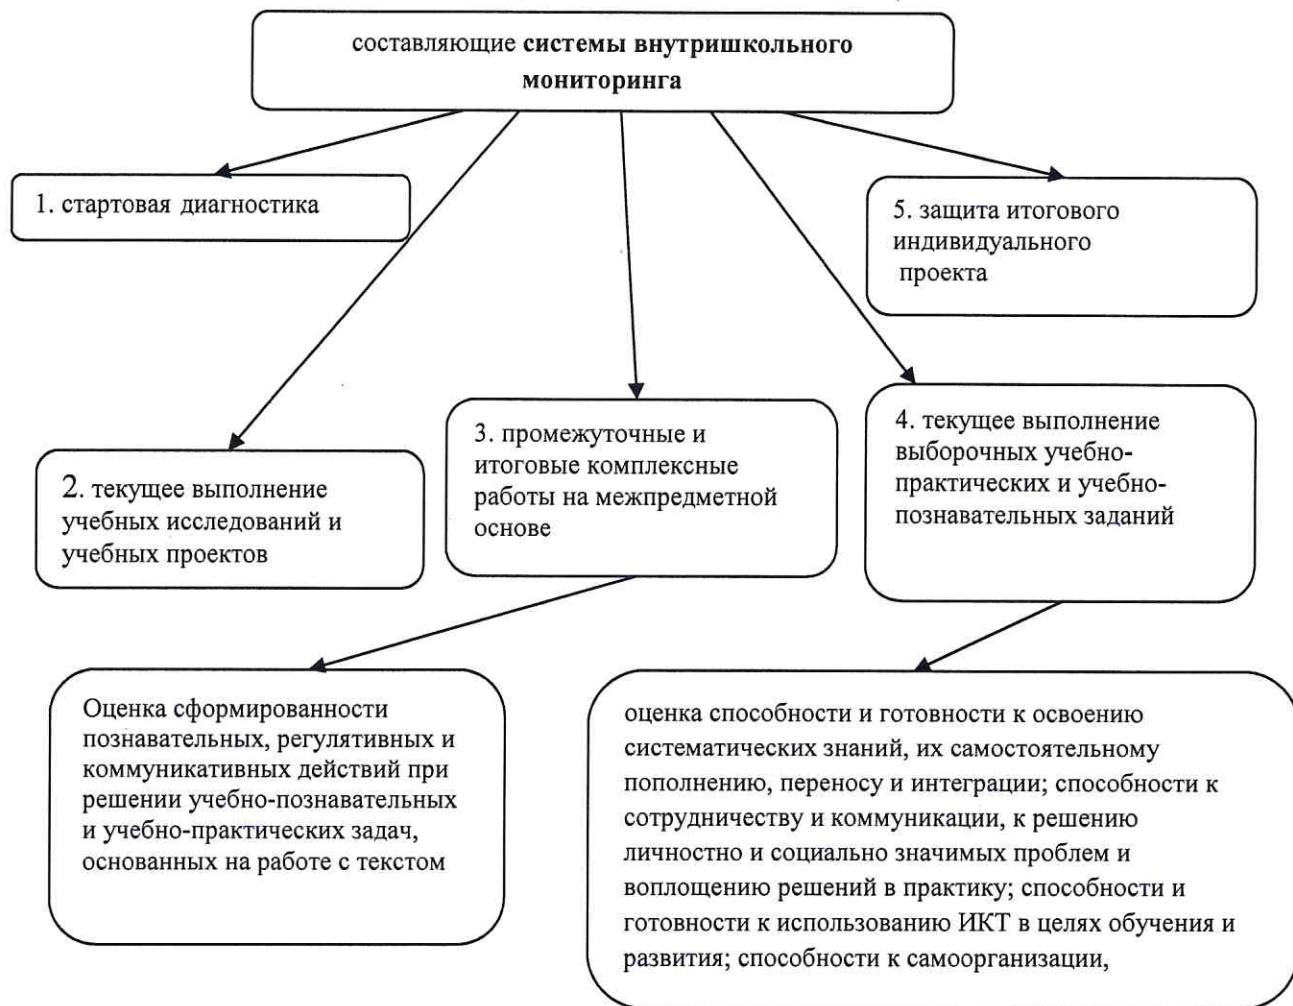 составляющие системы внутришкольного
мониторинга
1. стартовая диагностика
5. защита итогового
индивидуального
проекта
2. текущее выполнение
учебных исследований и
учебных проектов
3. промежуточные и
итоговые комплексные
работы на межпредметной
основе
4. текущее выполнение
выборочных учебно-
практических и учебно-
познавательных заданий
Оценка сформированности
познавательных, регулятивных и
коммуникативных действий при
решении учебно-познавательных
и учебно-практических задач,
основанных на работе с текстом
оценка способности и готовности к освоению
систематических знаний, их самостоятельному
пополнению, переносу и интеграции; способности к
сотрудничеству и коммуникации, к решению
личностно и социально значимых проблем и
воплощению решений в практику; способности и
готовности к использованию ИКТ в целях обучения и
развития; способности к самоорганизации,